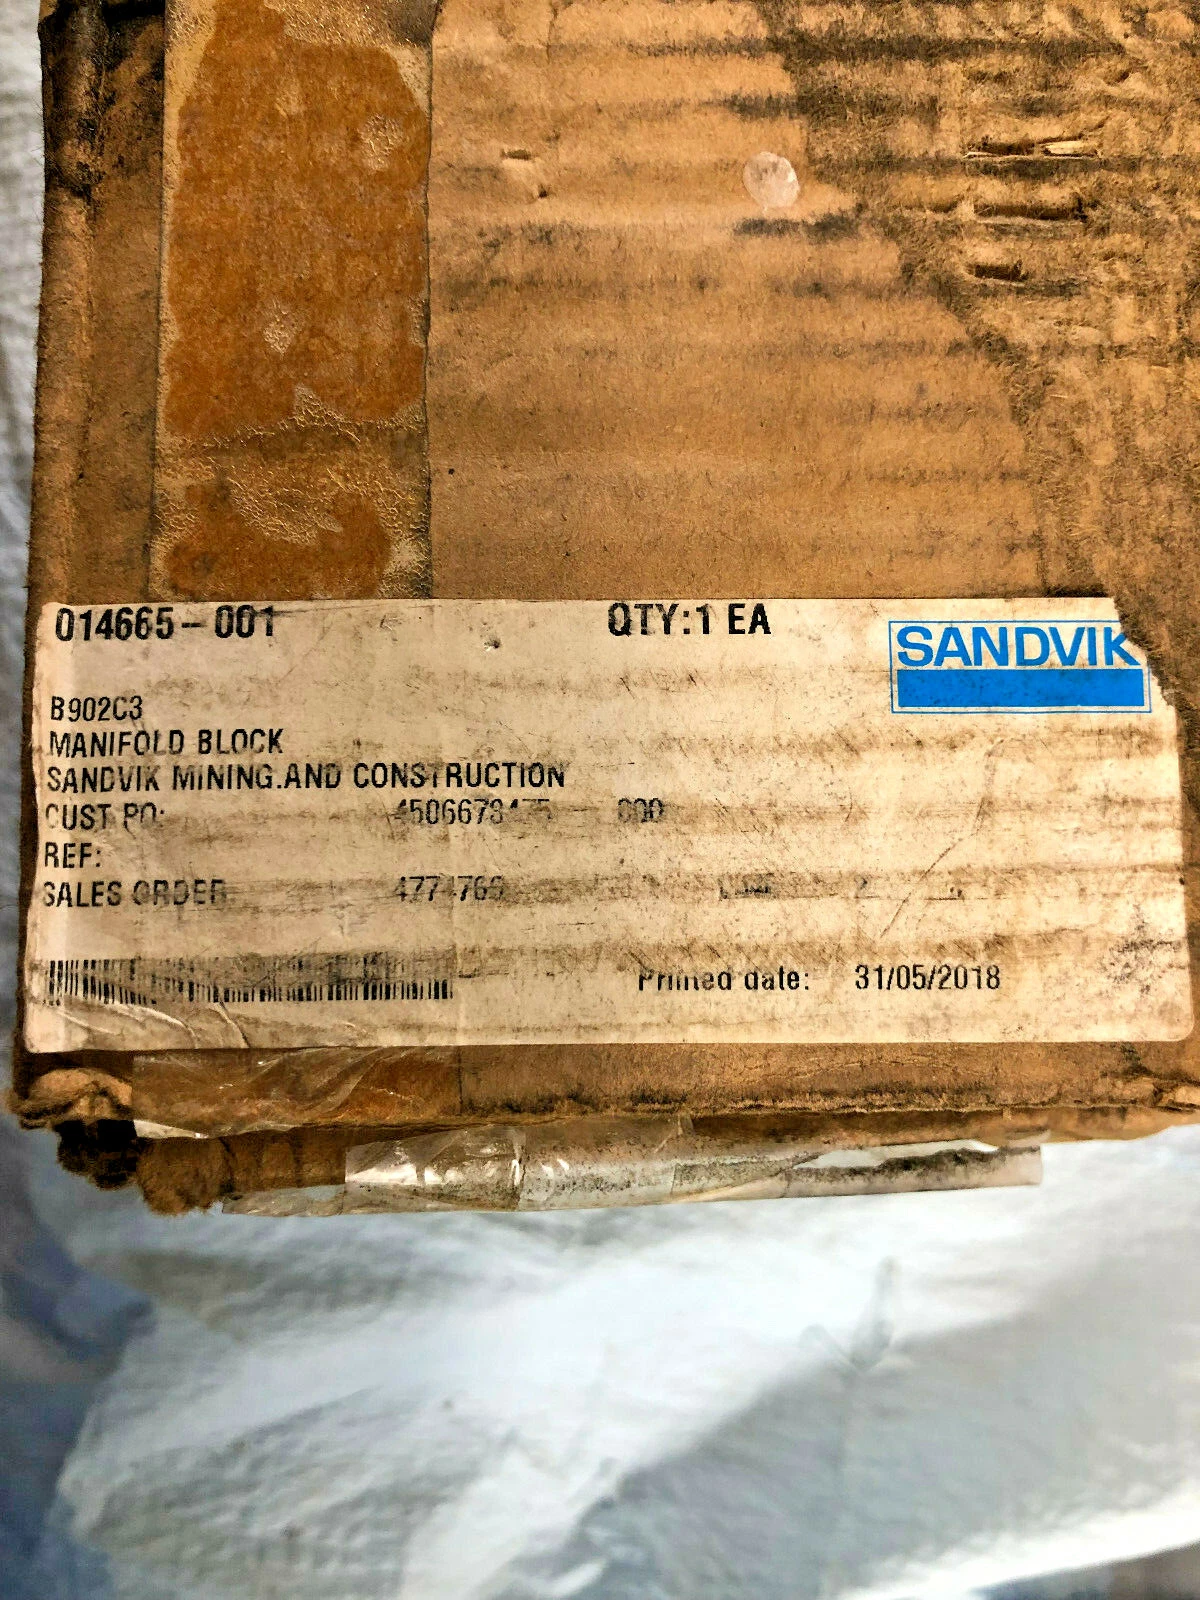 014665-001 QTY:1 EA
SANDVIK
B902C3
MANIFOLD BLOCK
SANDVIK MINING.AND CONSTRUCTION
CUST PO:
REF:
SALES ORDER
Printed date: 31/05/2018